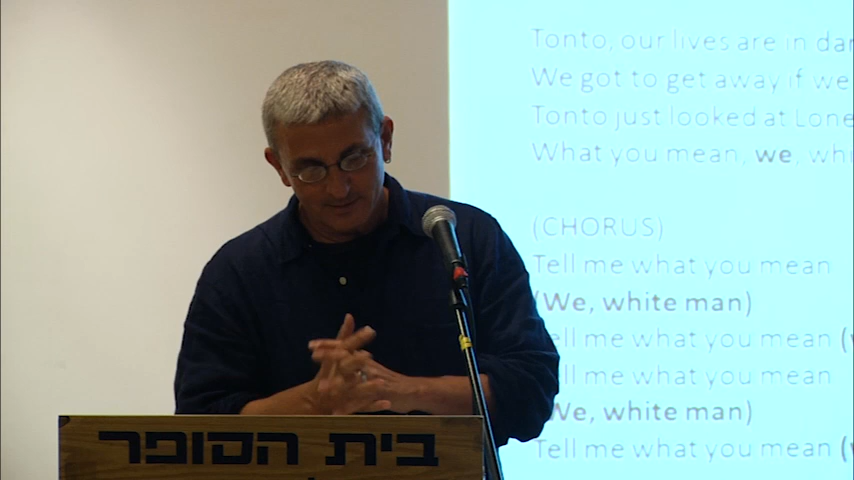 Tonto, our lives are in
We got to get away if we
Tonto just looked at Lone
What you mean, we,
(CHORUS)
Tell me what you mean
(We, white man)
Tell me what you mean
Tell me what you mean
We, white man)
Tell me what you mean
בית הסופר